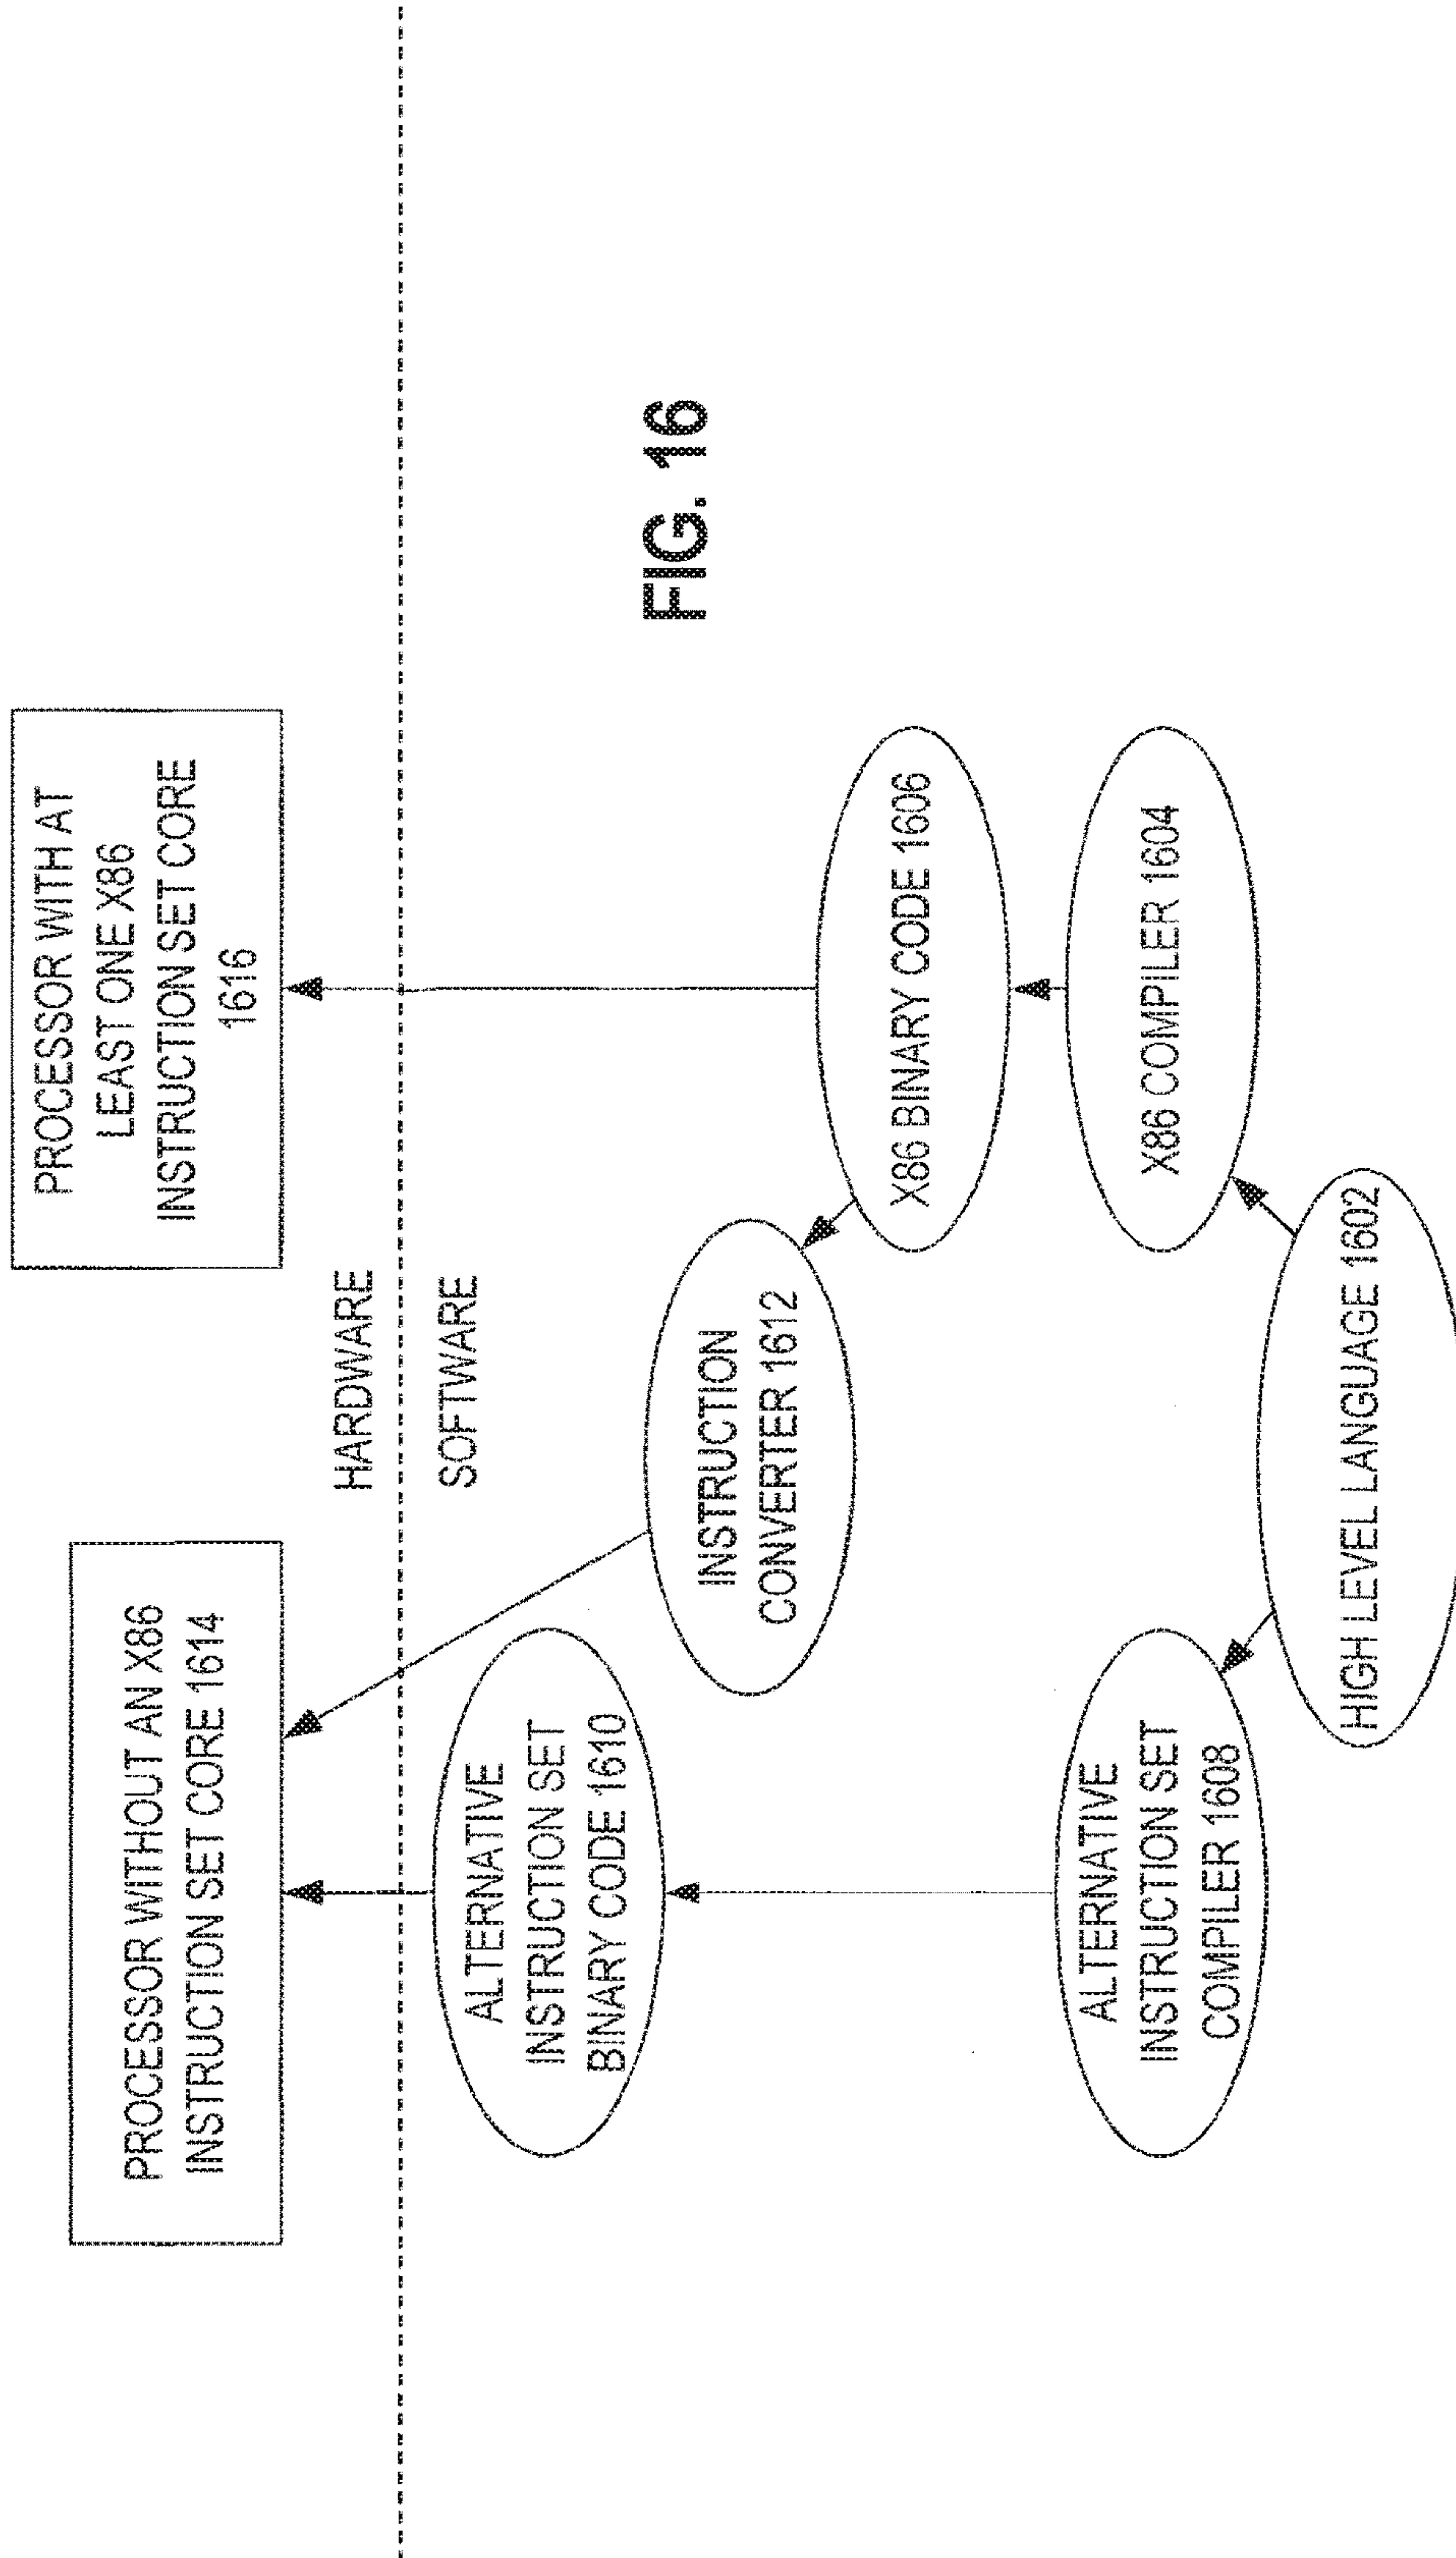 PROCESSOR WITHOUT AN X86
INSTRUCTION SET CORE 1614
PROCESSOR WITH AT
LEAST ONE X86
INSTRUCTION SET CORE
1616
HARDWARE
SOFTWARE
ALTERNATIVE
INSTRUCTION SET
BINARY CODE 1610
INSTRUCTION
CONVERTER 1612
FIG. 16
X86 BINARY CODE 1606
ALTERNATIVE
INSTRUCTION SET
COMPILER 1608
X86 COMPILER 1604
HIGH LEVEL LANGUAGE 1602